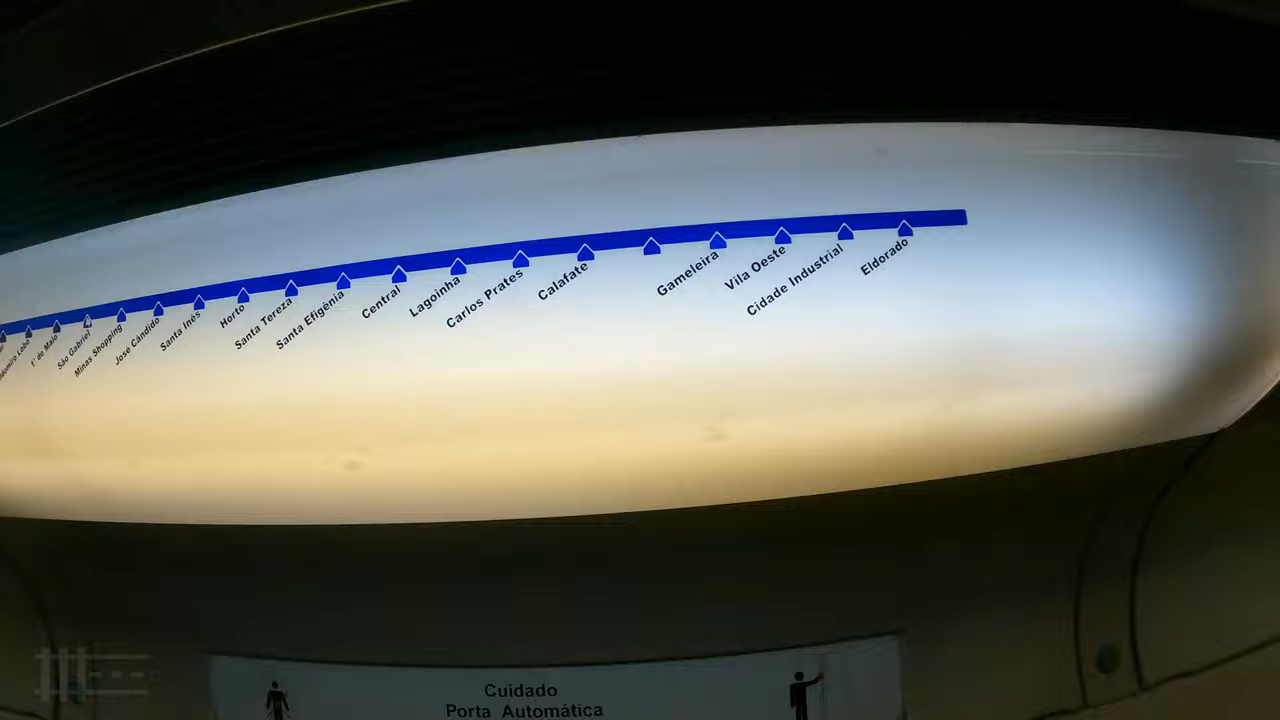 1º de Maio
São Gabriel
Minas Shopping
José Cândido
Santa Inês
Horto
Santa Tereza
Santa Efigênia
Central
Lagoinha
Carlos Prates
Calafate
Gameleira
Vila Oeste
Cidade Industrial
Eldorado
Cuidado
Porta Automática